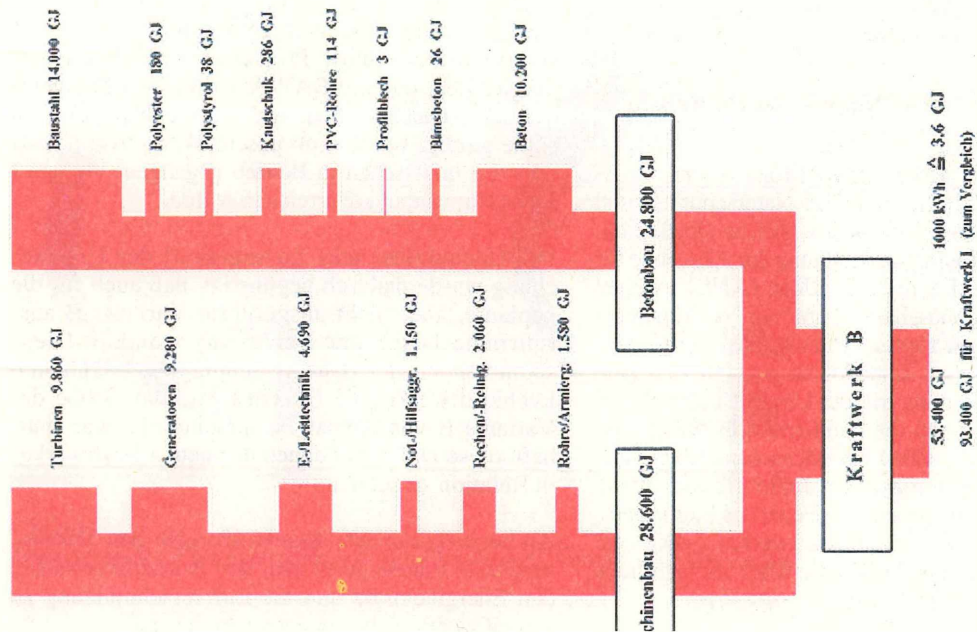 Baustahl 14.000 GJ
Polyester 180 GJ
Polystyrol 38 GJ
Knutschuk 286 GJ
PVC-Rohre 114 GJ
Profilblech 3 GJ
Bimsbeton 26 GJ
Beton 10.200 GJ
Turbinen 9.860 GJ
Generatoren 9.280 GJ
E.-/Leittechnik 4.690 GJ
Not-/Hilfsaggr. 1.150 GJ
Rechen/-Reinig. 2.060 GJ
Rohre/Armierg. 1.580 GJ
Betonbau 24.800 GJ
chinenbau 28.600 GJ
Kraftwerk B
53.400 GJ 1000 kWh ≙ 3.6 GJ
93.400 GJ für Kraftwerk I (zum Vergleich)